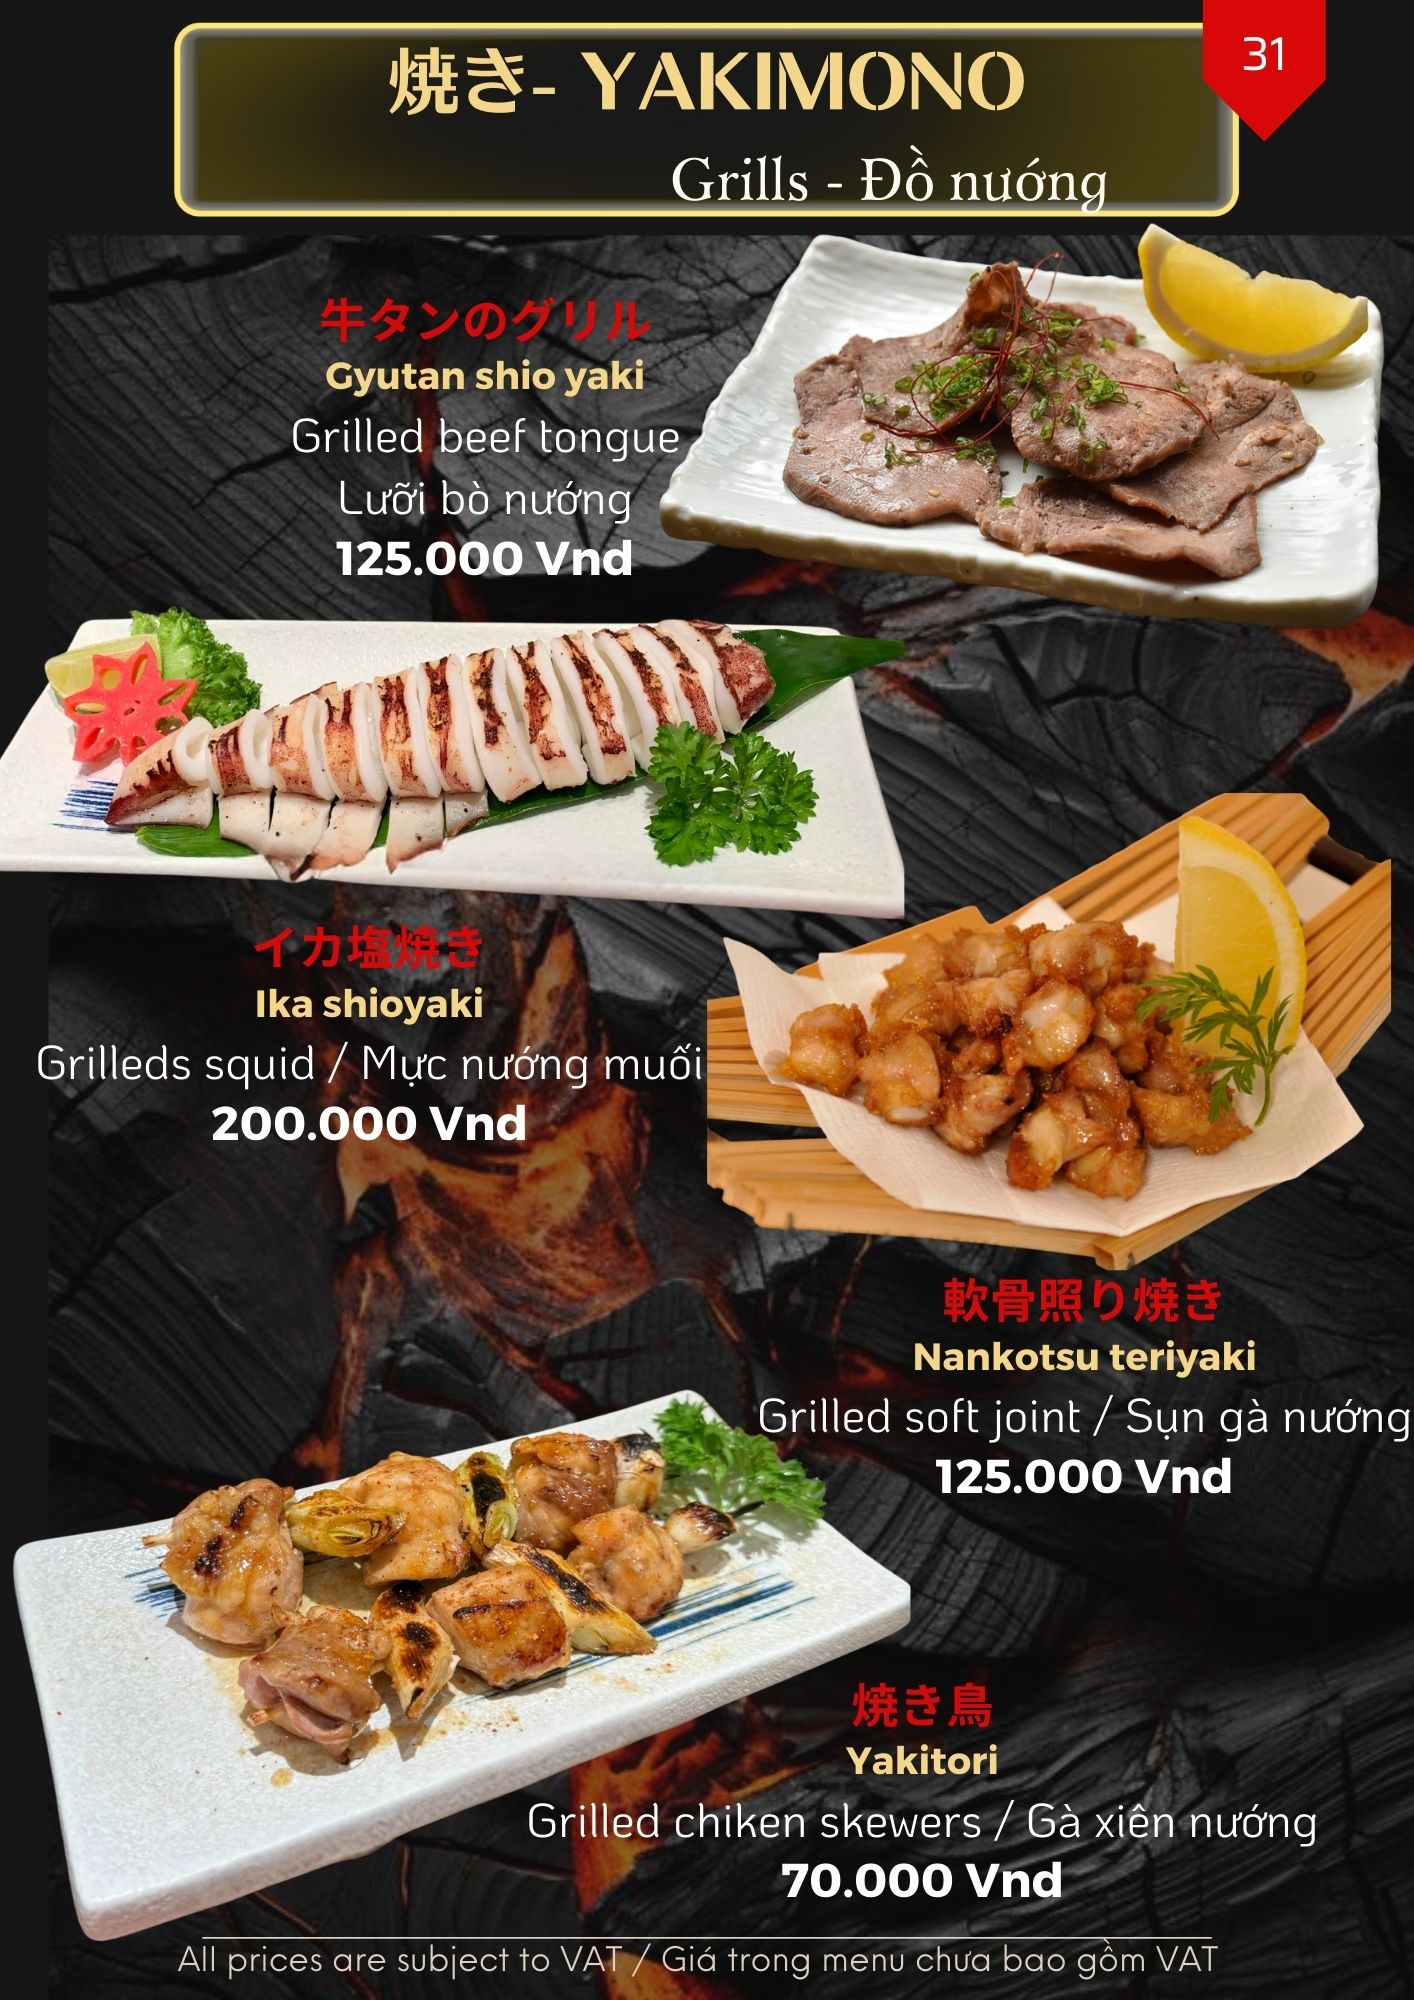 31
焼き- YAKIMONO
Grills - Đồ nướng
牛タンのグリル
Gyutan shio yaki
Grilled beef tongue
Lưỡi bò nướng
125.000 Vnd
イカ塩焼き
Ika shioyaki
Grilleds squid / Mực nướng muối
200.000 Vnd
軟骨照り焼き
Nankotsu teriyaki
Grilled soft joint / Sụn gà nướng
125.000 Vnd
焼き鳥
Yakitori
Grilled chiken skewers / Gà xiên nướng
70.000 Vnd
All prices are subject to VAT / Giá trong menu chưa bao gồm VAT